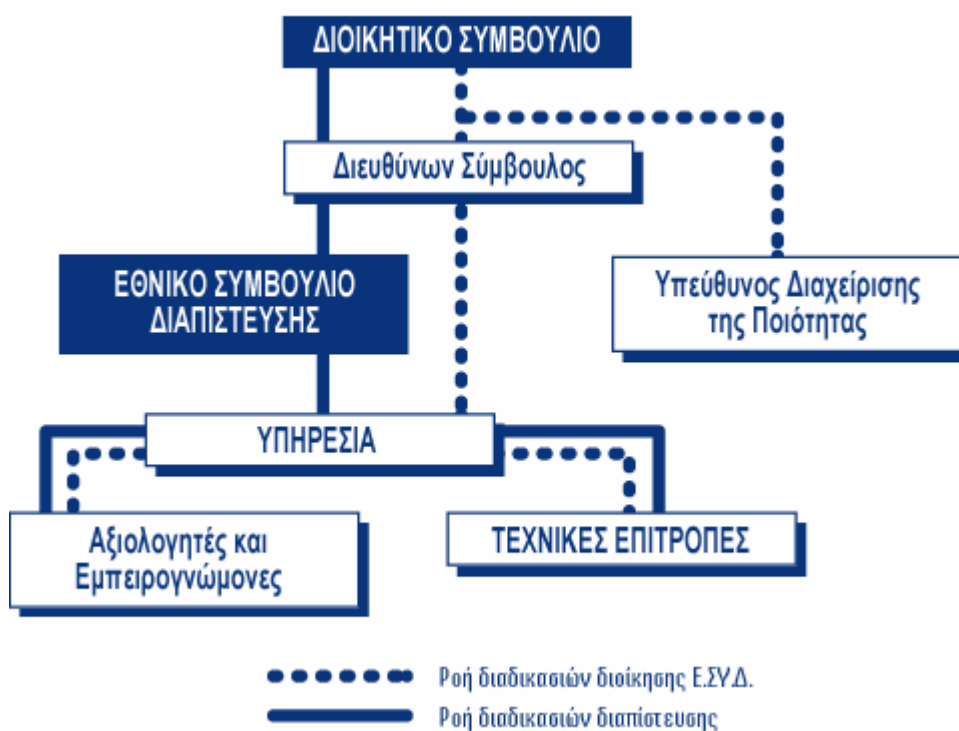 ΔΙΟΙΚΗΤΙΚΟ ΣΥΜΒΟΥΛΙΟ
Διευθύνων Σύμβουλος
ΕΘΝΙΚΟ ΣΥΜΒΟΥΛΙΟ
ΔΙΑΠΙΣΤΕΥΣΗΣ
Υπεύθυνος Διαχείρισης
της Ποιότητας
ΥΠΗΡΕΣΙΑ
Αξιολογητές και
Εμπειρογνώμονες
ΤΕΧΝΙΚΕΣ ΕΠΙΤΡΟΠΕΣ
Ροή διαδικασιών διοίκησης Ε.ΣΥ.Δ.
Ροή διαδικασιών διαπίστευσης